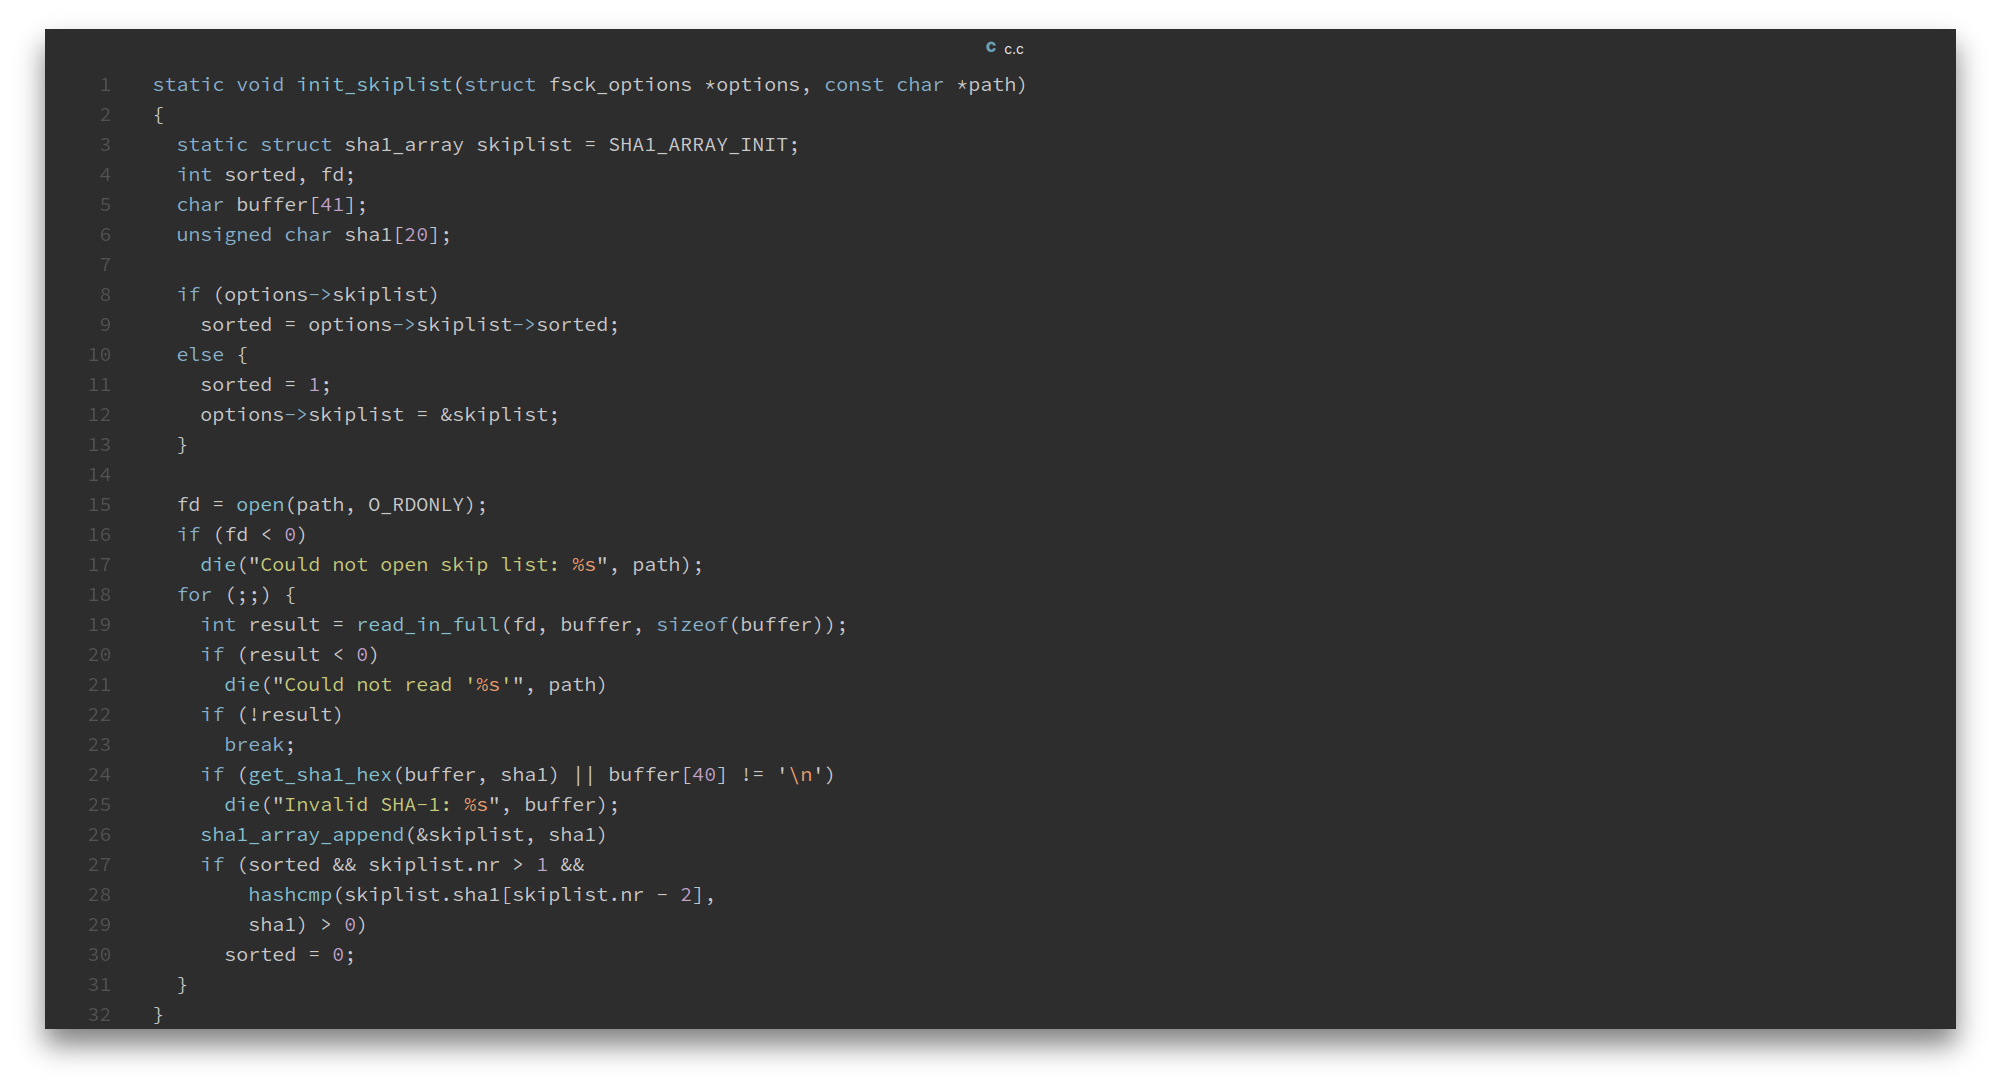 C c.c
1 static void init_skiplist(struct fsck_options *options, const char *path)
2 {
3   static struct sha1_array skiplist = SHA1_ARRAY_INIT;
4   int sorted, fd;
5   char buffer[41];
6   unsigned char sha1[20];
7
8   if (options->skiplist)
9     sorted = options->skiplist->sorted;
10   else {
11     sorted = 1;
12     options->skiplist = &skiplist;
13   }
14
15   fd = open(path, O_RDONLY);
16   if (fd < 0)
17     die("Could not open skip list: %s", path);
18   for (;;) {
19     int result = read_in_full(fd, buffer, sizeof(buffer));
20     if (result < 0)
21       die("Could not read '%s'", path)
22     if (!result)
23       break;
24     if (get_sha1_hex(buffer, sha1) || buffer[40] != '\n')
25       die("Invalid SHA-1: %s", buffer);
26     sha1_array_append(&skiplist, sha1)
27     if (sorted && skiplist.nr > 1 &&
28         hashcmp(skiplist.sha1[skiplist.nr - 2],
29         sha1) > 0)
30       sorted = 0;
31   }
32 }